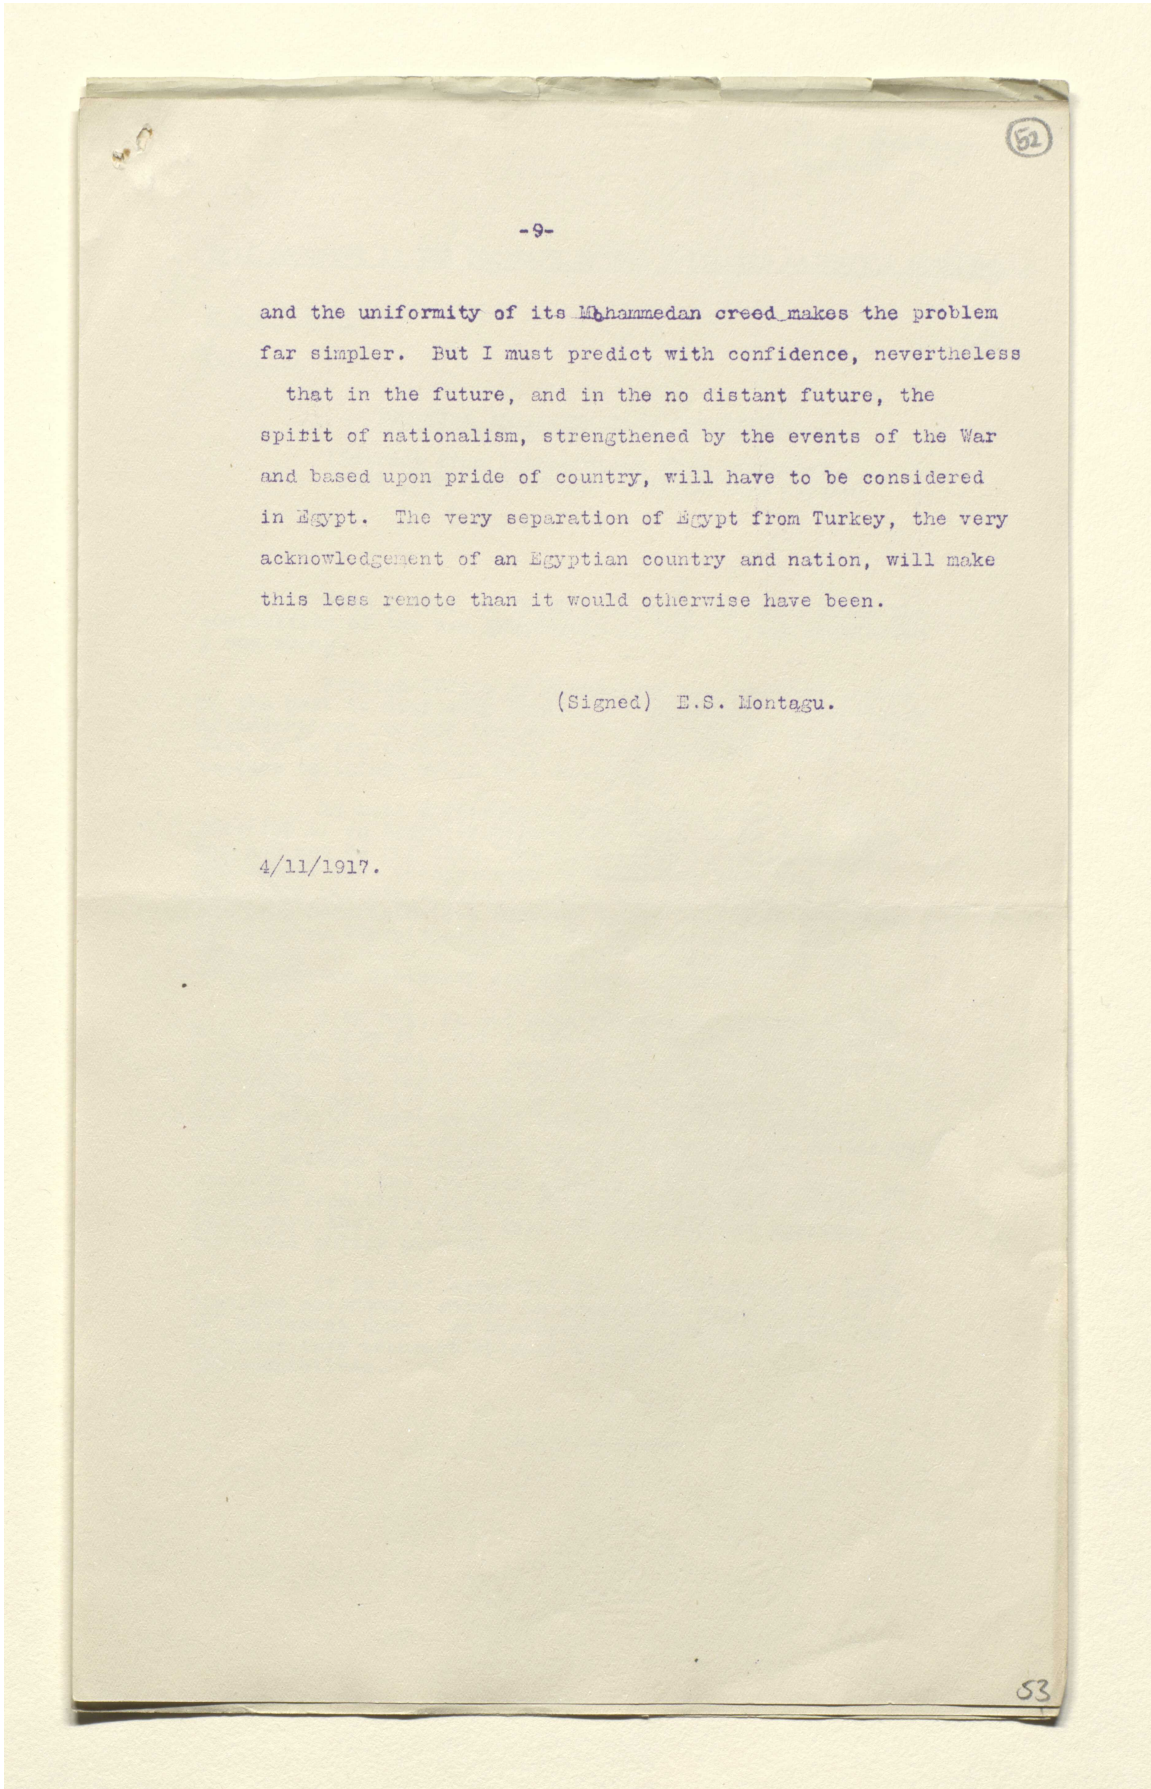 52
-9-
and the uniformity of its Mohammedan creed makes the problem
far simpler. But I must predict with confidence, nevertheless
that in the future, and in the no distant future, the
spirit of nationalism, strengthened by the events of the War
and based upon pride of country, will have to be considered
in Egypt. The very separation of Egypt from Turkey, the very
acknowledgement of an Egyptian country and nation, will make
this less remote than it would otherwise have been.
(Signed) E.S. Montagu.
4/11/1917.
53